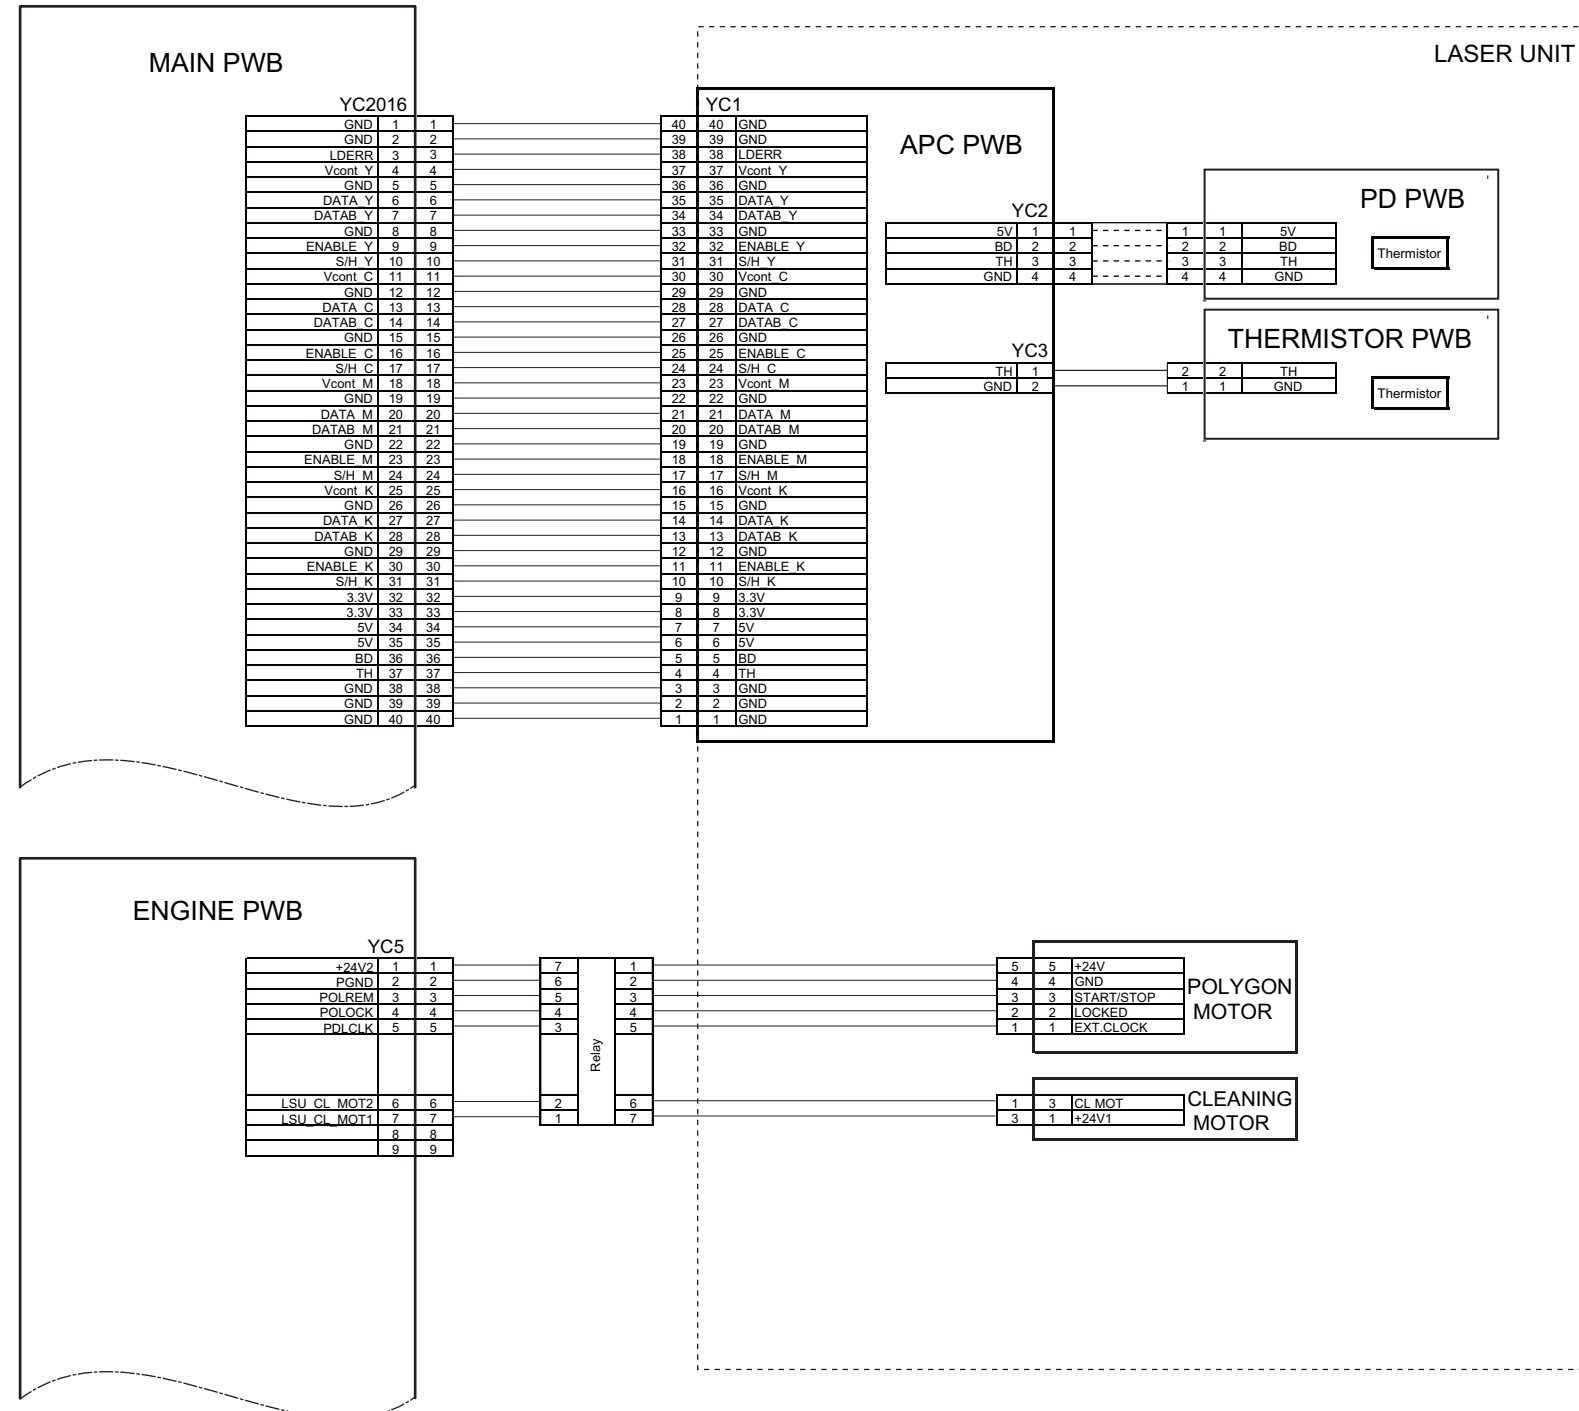 MAIN PWB
LASER UNIT
YC2016
YC1
APC PWB
GND 1 1 40 40 GND
GND 2 2 39 39 GND
LDERR 3 3 38 38 LDERR
Vcont_Y 4 4 37 37 Vcont_Y
GND 5 5 36 36 GND
DATA_Y 6 6 35 35 DATA_Y
DATAB_Y 7 7 34 34 DATAB_Y
GND 8 8 33 33 GND
ENABLE_Y 9 9 32 32 ENABLE_Y
S/H_Y 10 10 31 31 S/H_Y
Vcont_C 11 11 30 30 Vcont_C
GND 12 12 29 29 GND
DATA_C 13 13 28 28 DATA_C
DATAB_C 14 14 27 27 DATAB_C
GND 15 15 26 26 GND
ENABLE_C 16 16 25 25 ENABLE_C
S/H_C 17 17 24 24 S/H_C
Vcont_M 18 18 23 23 Vcont_M
GND 19 19 22 22 GND
DATA_M 20 20 21 21 DATA_M
DATAB_M 21 21 20 20 DATAB_M
GND 22 22 19 19 GND
ENABLE_M 23 23 18 18 ENABLE_M
S/H_M 24 24 17 17 S/H_M
Vcont_K 25 25 16 16 Vcont_K
GND 26 26 15 15 GND
DATA_K 27 27 14 14 DATA_K
DATAB_K 28 28 13 13 DATAB_K
GND 29 29 12 12 GND
ENABLE_K 30 30 11 11 ENABLE_K
S/H_K 31 31 10 10 S/H_K
3.3V 32 32 9 9 3.3V
3.3V 33 33 8 8 3.3V
5V 34 34 7 7 5V
5V 35 35 6 6 5V
BD 36 36 5 5 BD
TH 37 37 4 4 TH
GND 38 38 3 3 GND
GND 39 39 2 2 GND
GND 40 40 1 1 GND
YC2
PD PWB
5V 1 1 1 1 5V
BD 2 2 2 2 BD
TH 3 3 3 3 TH
GND 4 4 4 4 GND
Thermistor
YC3
THERMISTOR PWB
TH 1 2 2 TH
GND 2 1 1 GND
Thermistor
ENGINE PWB
YC5
+24V2 1 1 7 1 5 5 +24V
PGND 2 2 6 2 4 4 GND
POLREM 3 3 5 3 3 3 START/STOP
POLOCK 4 4 4 4 2 2 LOCKED
PDLCLK 5 5 3 5 1 1 EXT.CLOCK
POLYGON
MOTOR
Relay
LSU_CL_MOT2 6 6 2 6 1 3 CL MOT
LSU_CL_MOT1 7 7 1 7 3 1 +24V1
8 8
9 9
CLEANING
MOTOR